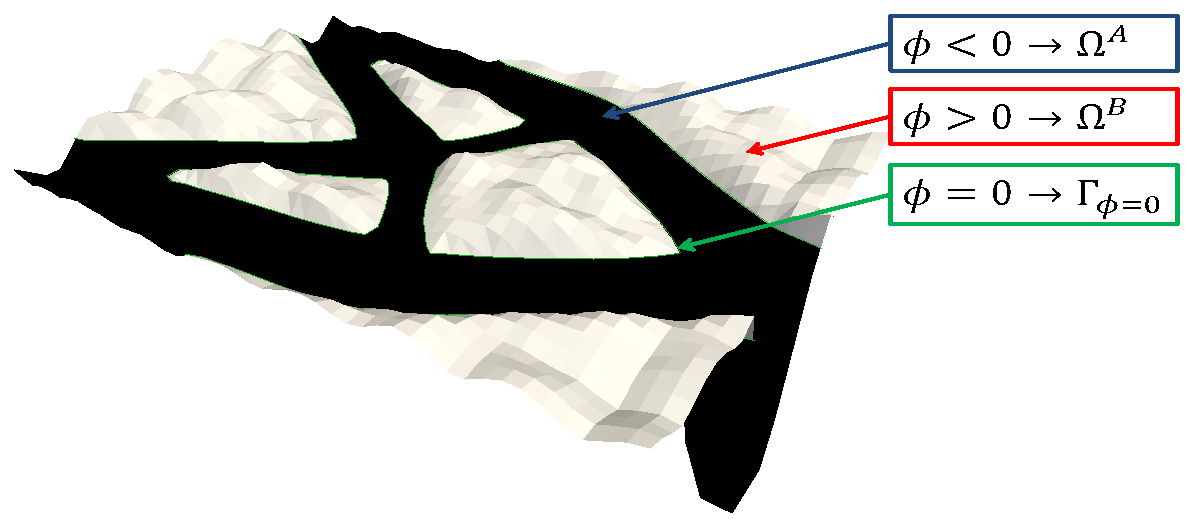 ϕ < 0 → Ω^A
ϕ > 0 → Ω^B
ϕ = 0 → Γ_{ϕ=0}